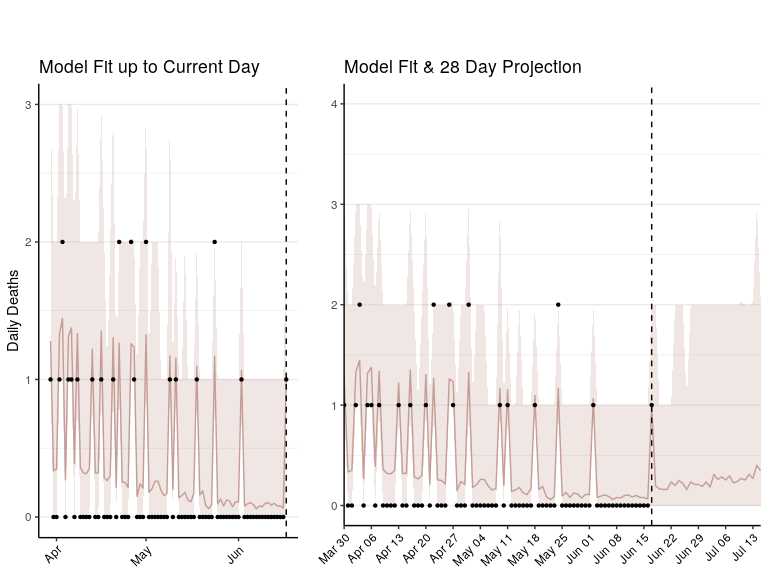 Model Fit up to Current Day
Model Fit & 28 Day Projection
Daily Deaths
3
2
1
0
Apr
May
Jun
4
3
2
1
0
Mar 30
Apr 06
Apr 13
Apr 20
Apr 27
May 04
May 11
May 18
May 25
Jun 01
Jun 08
Jun 15
Jun 22
Jun 29
Jul 06
Jul 13